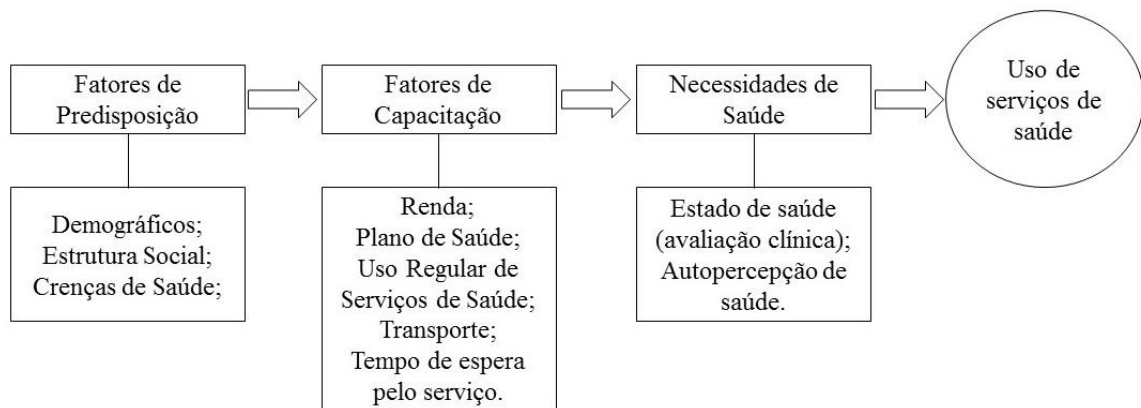 Fatores de
Predisposição
Fatores de
Capacitação
Necessidades de
Saúde
Uso de
serviços de
saúde
Demográficos;
Estrutura Social;
Crenças de Saúde;
Renda;
Plano de Saúde;
Uso Regular de
Serviços de Saúde;
Transporte;
Tempo de espera
pelo serviço.
Estado de saúde
(avaliação clínica);
Autopercepção de
saúde.